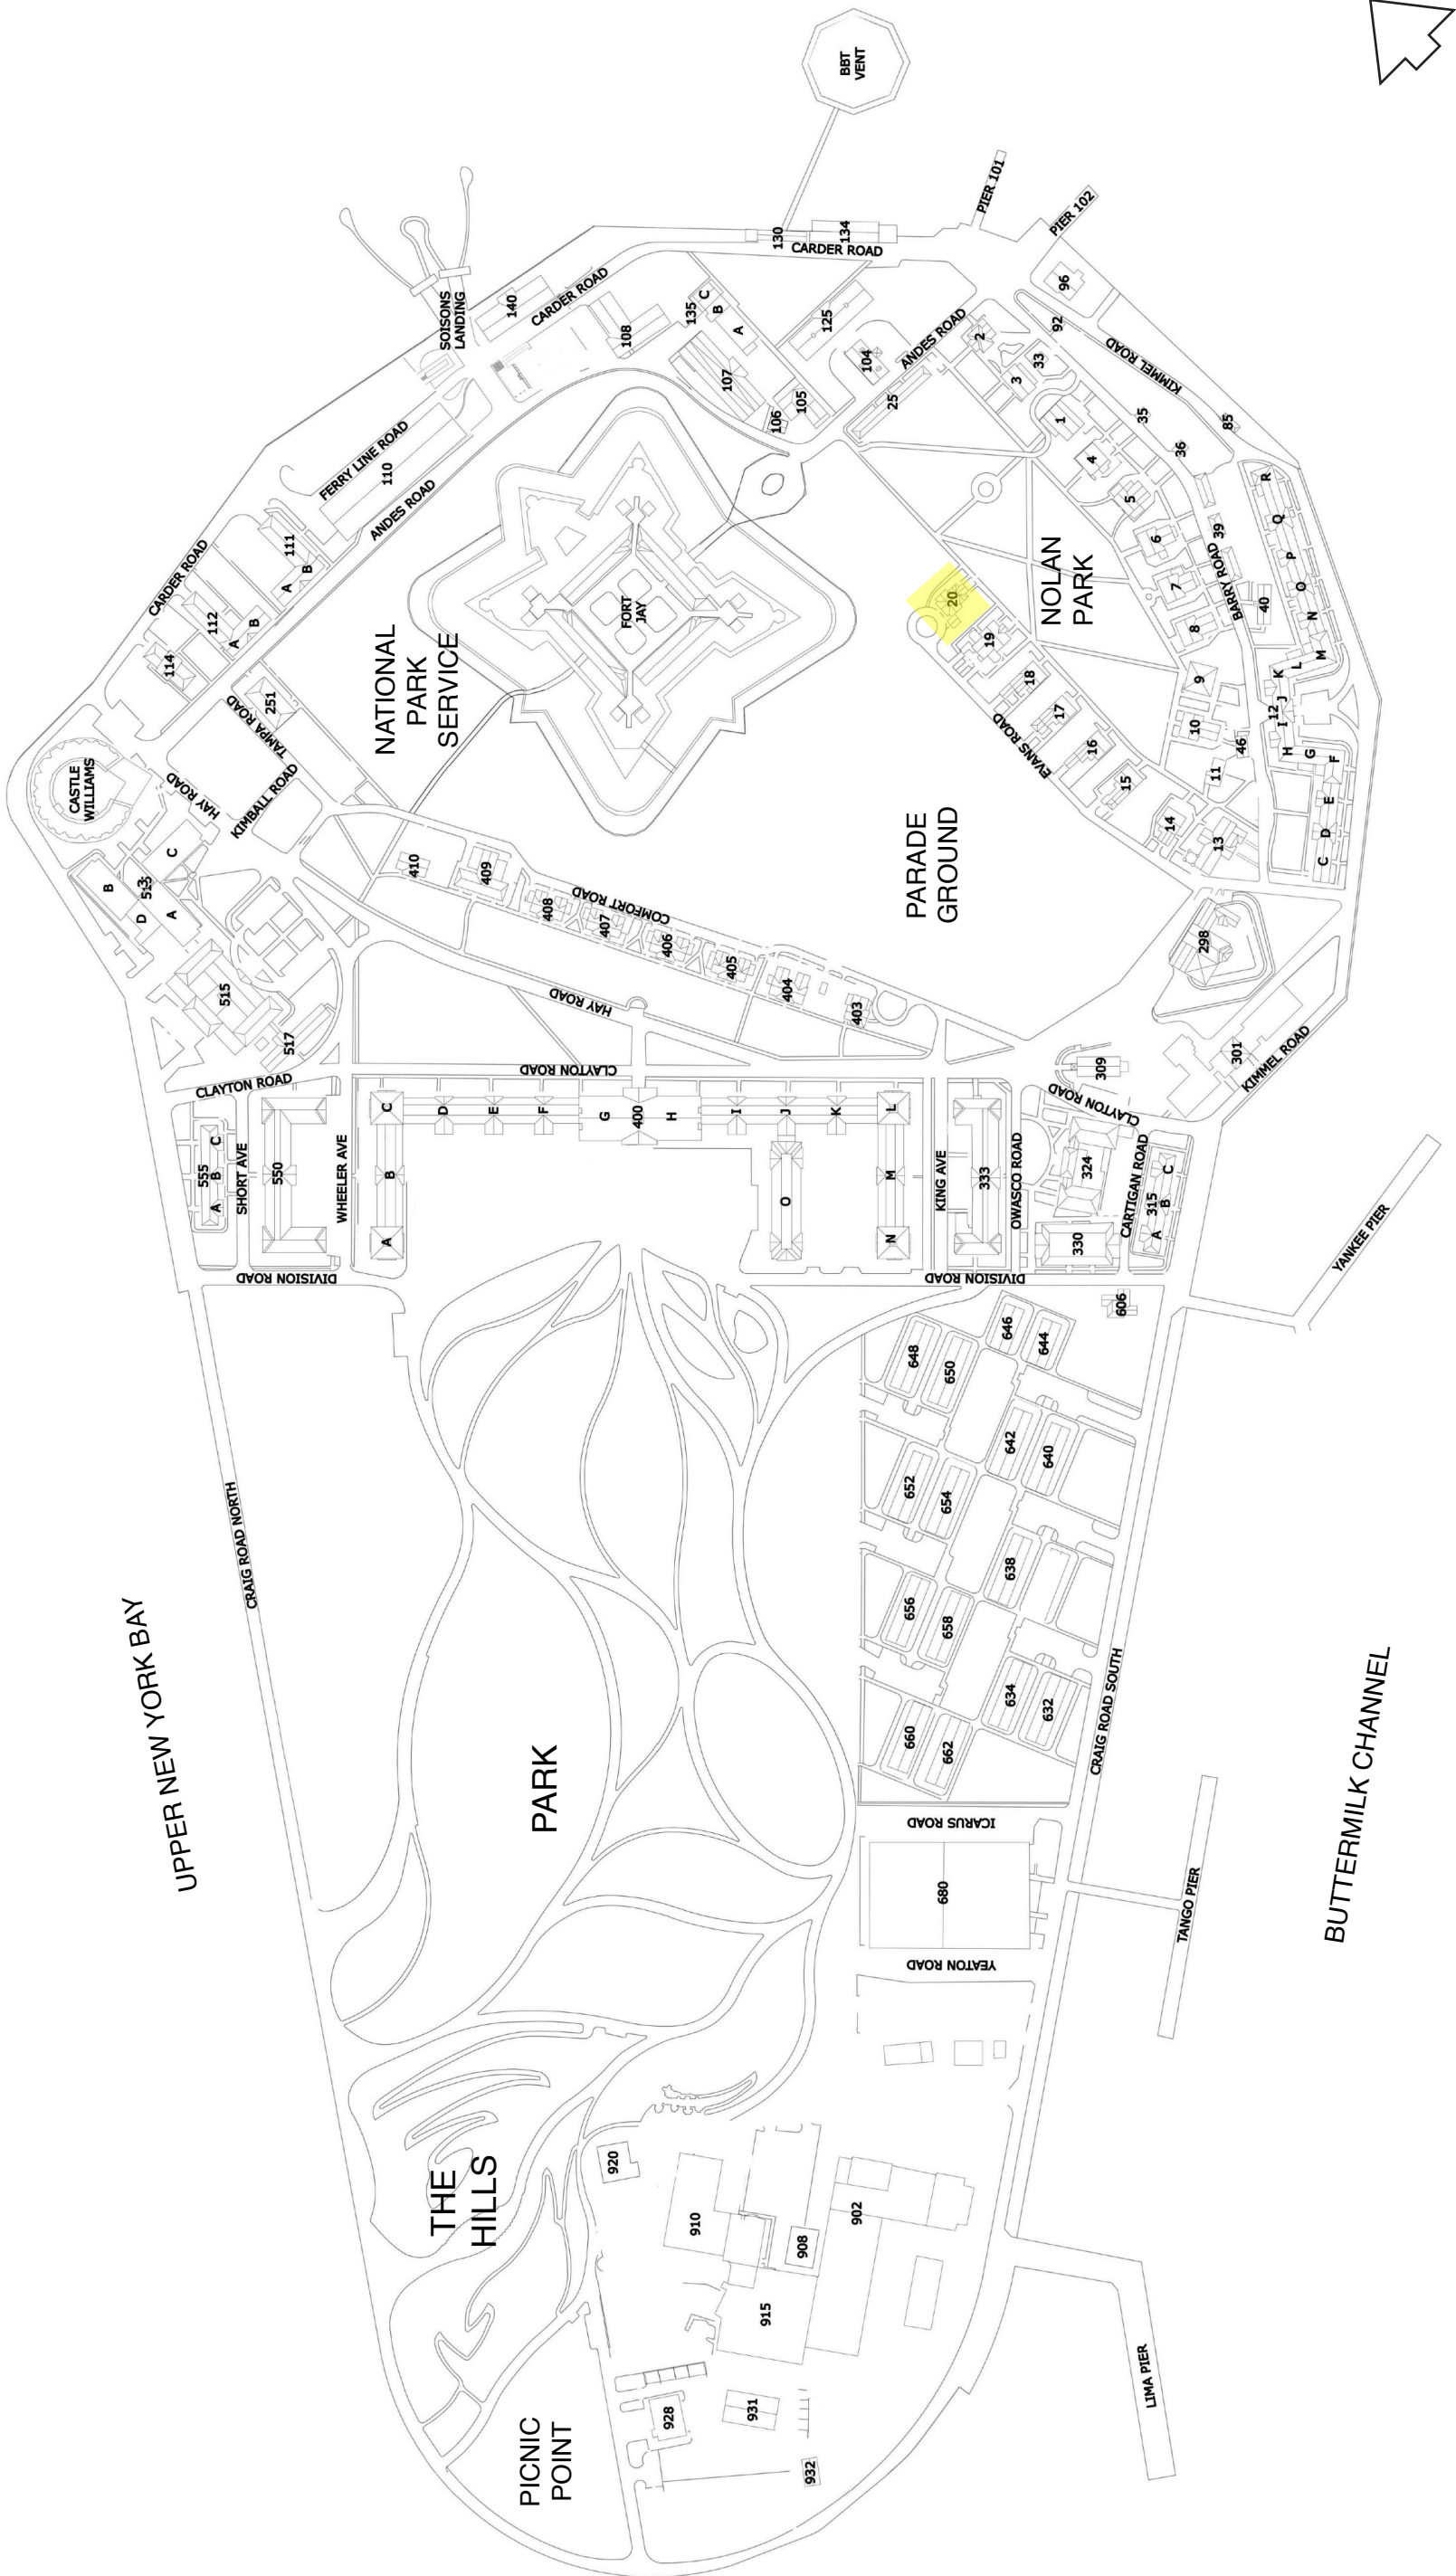 BBT
VENT
PIER 101
PIER 102
130
134
CARDER ROAD
SOISONS
LANDING
140
CARDER ROAD
108
135
C
B
A
107
125
104
ANDES ROAD
106
105
25
2
92
96
KIMMEL ROAD
33
3
1
35
85
36
4
5
FERRY LINE ROAD
110
ANDES ROAD
CARDER ROAD
111
B
A
112
B
A
114
251
TAMPA ROAD
CASTLE
WILLIAMS
HAY ROAD
KIMBALL ROAD
NATIONAL
PARK
SERVICE
FORT
JAY
20
19
18
17
16
15
14
13
EVANS ROAD
NOLAN
PARK
6
7
8
9
10
11
46
BARRY ROAD
39
40
R
Q
P
O
N
M
L
K
J
12
I
H
G
F
E
D
C
PARADE
GROUND
298
301
KIMMEL ROAD
B
C
D
A
515
517
410
409
408
407
406
405
404
403
COMFORT ROAD
HAY ROAD
CLAYTON ROAD
CLAYTON ROAD
309
CLAYTON ROAD
555
A
B
C
SHORT AVE
550
WHEELER AVE
A
B
C
D
E
F
G
400
H
I
J
K
L
M
N
O
KING AVE
333
OWASCO ROAD
324
330
CARTIGAN ROAD
315
A
B
C
DIVISION ROAD
DIVISION ROAD
606
YANKEE PIER
646
644
648
650
642
640
652
654
638
656
658
634
632
660
662
CRAIG ROAD NORTH
UPPER NEW YORK BAY
PARK
CRAIG ROAD SOUTH
BUTTERMILK CHANNEL
ICARUS ROAD
680
TANGO PIER
YEATON ROAD
THE
HILLS
920
910
908
902
915
PICNIC
POINT
928
931
932
LIMA PIER